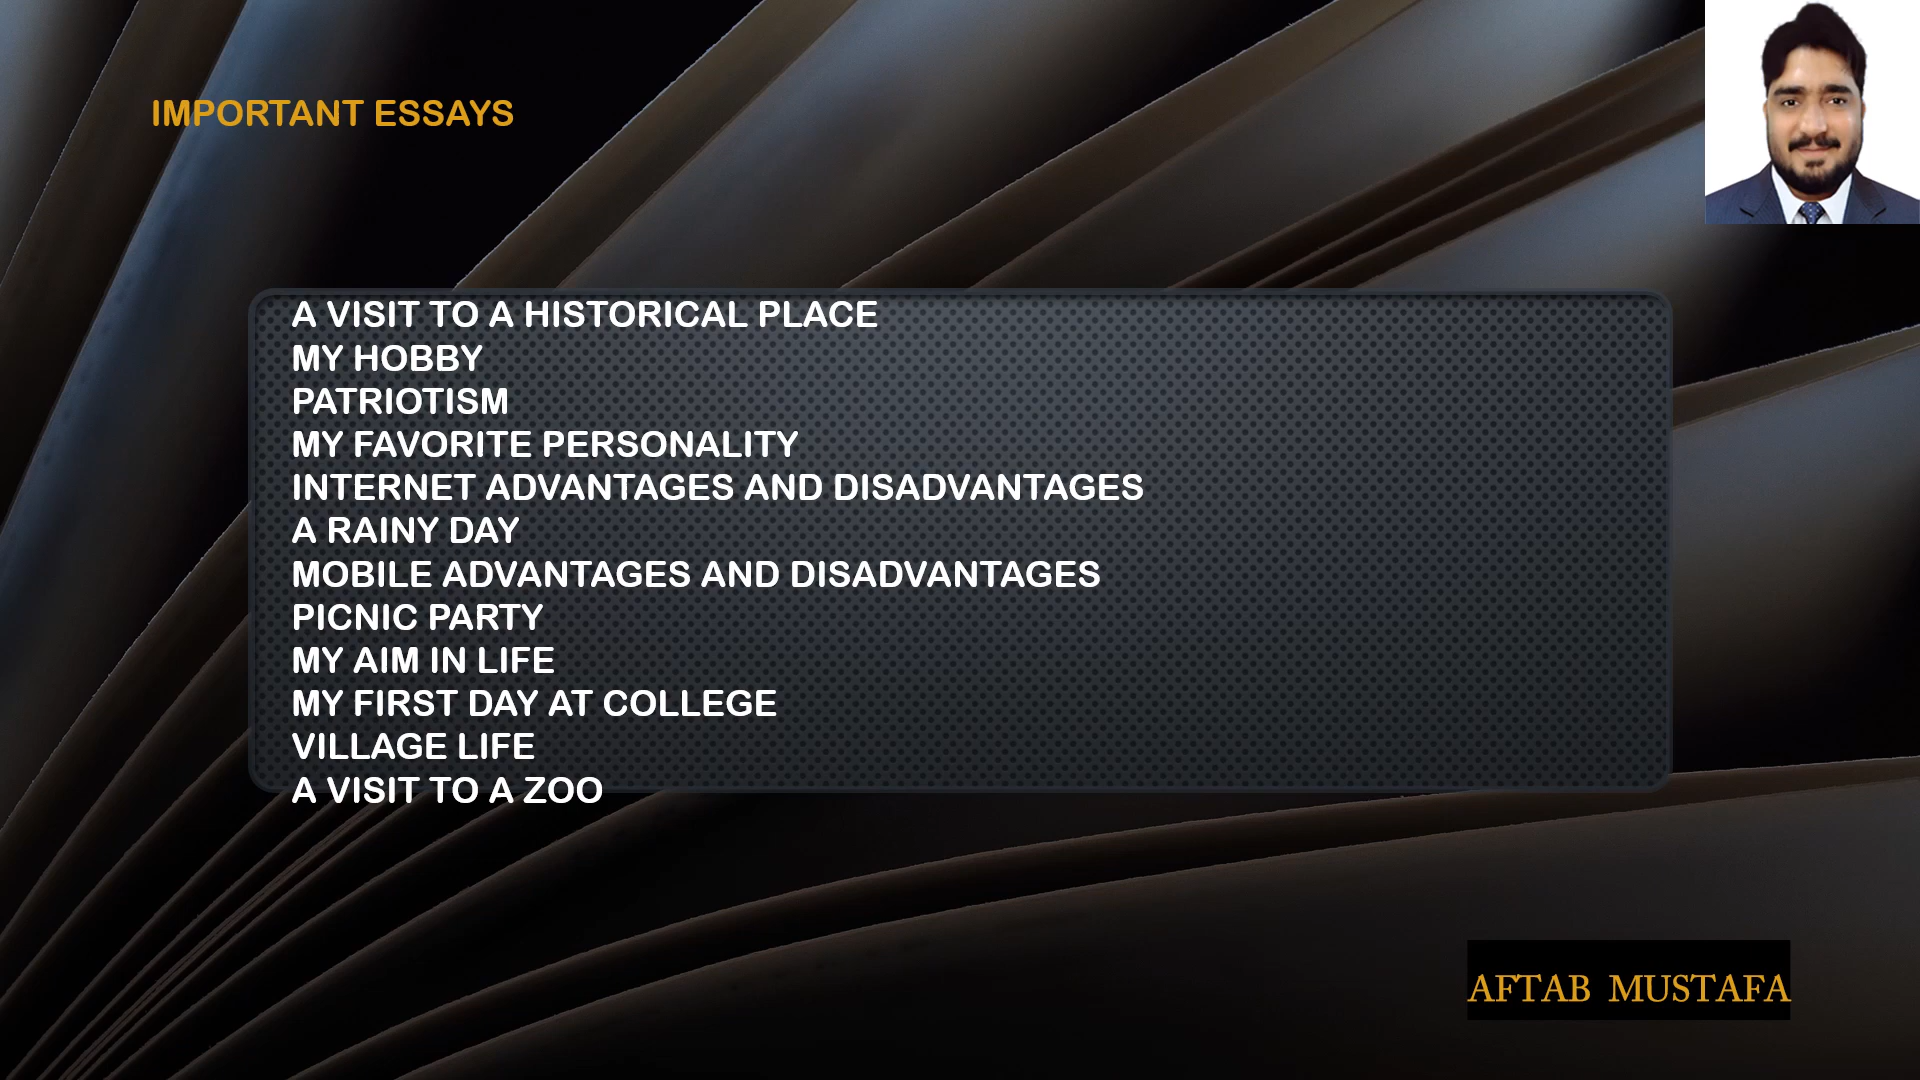 IMPORTANT ESSAYS
A VISIT TO A HISTORICAL PLACE
MY HOBBY
PATRIOTISM
MY FAVORITE PERSONALITY
INTERNET ADVANTAGES AND DISADVANTAGES
A RAINY DAY
MOBILE ADVANTAGES AND DISADVANTAGES
PICNIC PARTY
MY AIM IN LIFE
MY FIRST DAY AT COLLEGE
VILLAGE LIFE
A VISIT TO A ZOO
AFTAB MUSTAFA